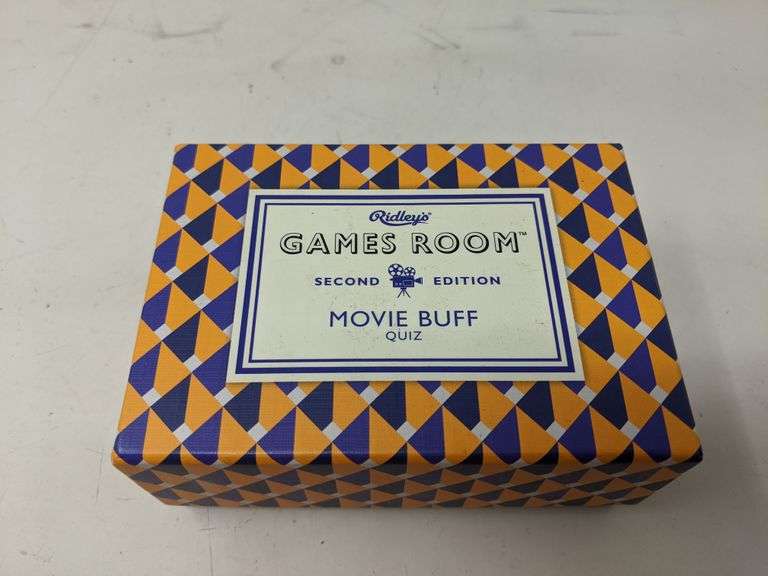 Ridley's
GAMES ROOM™
SECOND EDITION
MOVIE BUFF
QUIZ